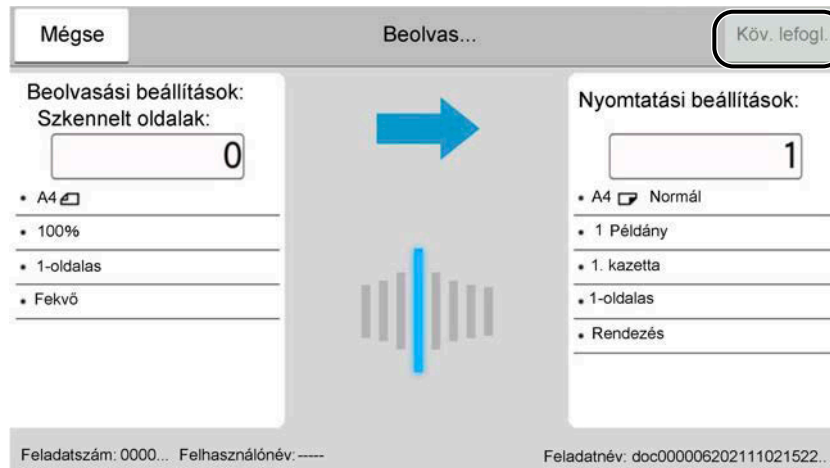 Mégse
Beolvas...
Köv. lefogl.
Beolvasási beállítások:
Szkennelt oldalak:
0
• A4
• 100%
• 1-oldalas
• Fekvő
Nyomtatási beállítások:
1
• A4 Normál
• 1 Példány
• 1. kazetta
• 1-oldalas
• Rendezés
Feladatszám: 0000... Felhasználónév: -----
Feladatnév: doc000006202111021522..